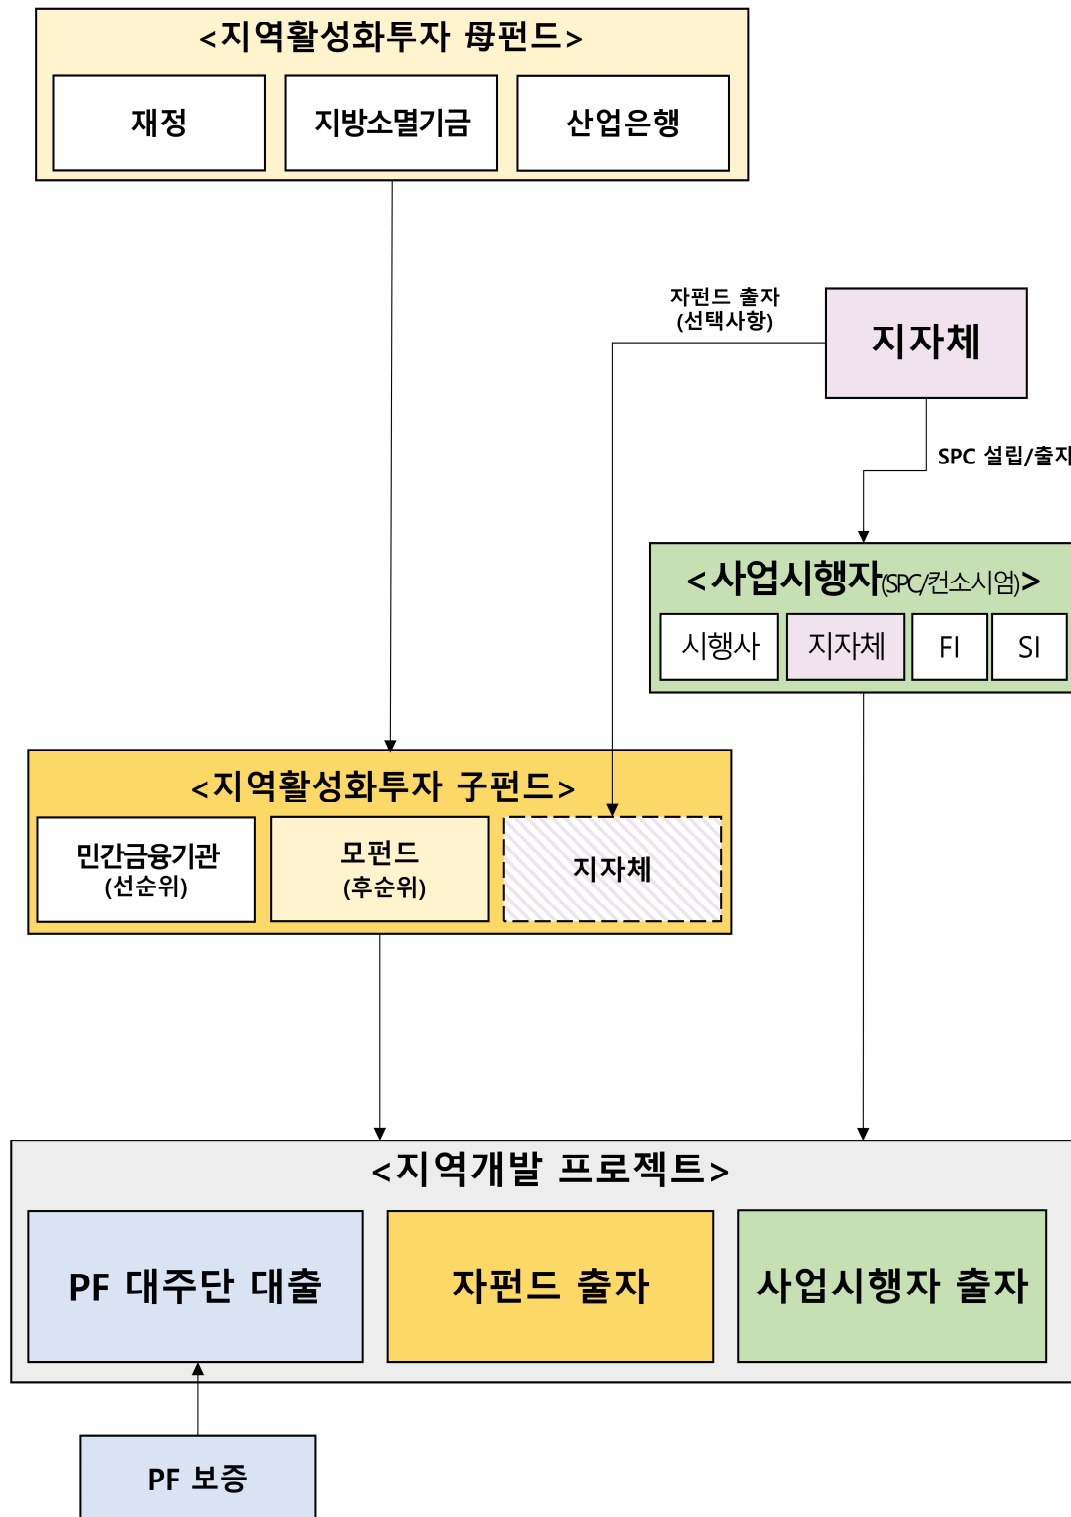 <지역활성화투자 母펀드>
재정
지방소멸기금
산업은행
자펀드 출자
(선택사항)
지자체
SPC 설립/출자
<사업시행자(SPC/컨소시엄)>
시행사
지자체
FI
SI
<지역활성화투자 子펀드>
민간금융기관
(선순위)
모펀드
(후순위)
지자체
<지역개발 프로젝트>
PF 대주단 대출
자펀드 출자
사업시행자 출자
PF 보증